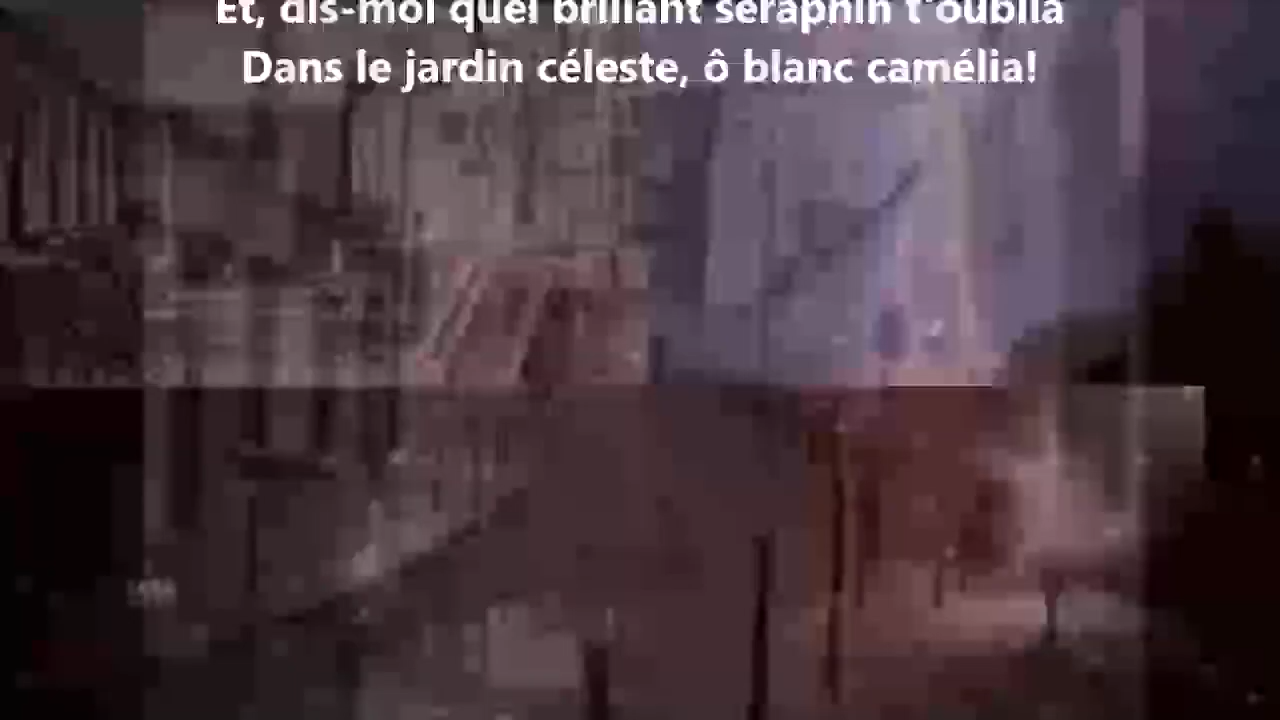 Et, dis-moi quel brillant séraphin t'oublia
Dans le jardin céleste, ô blanc camélia!